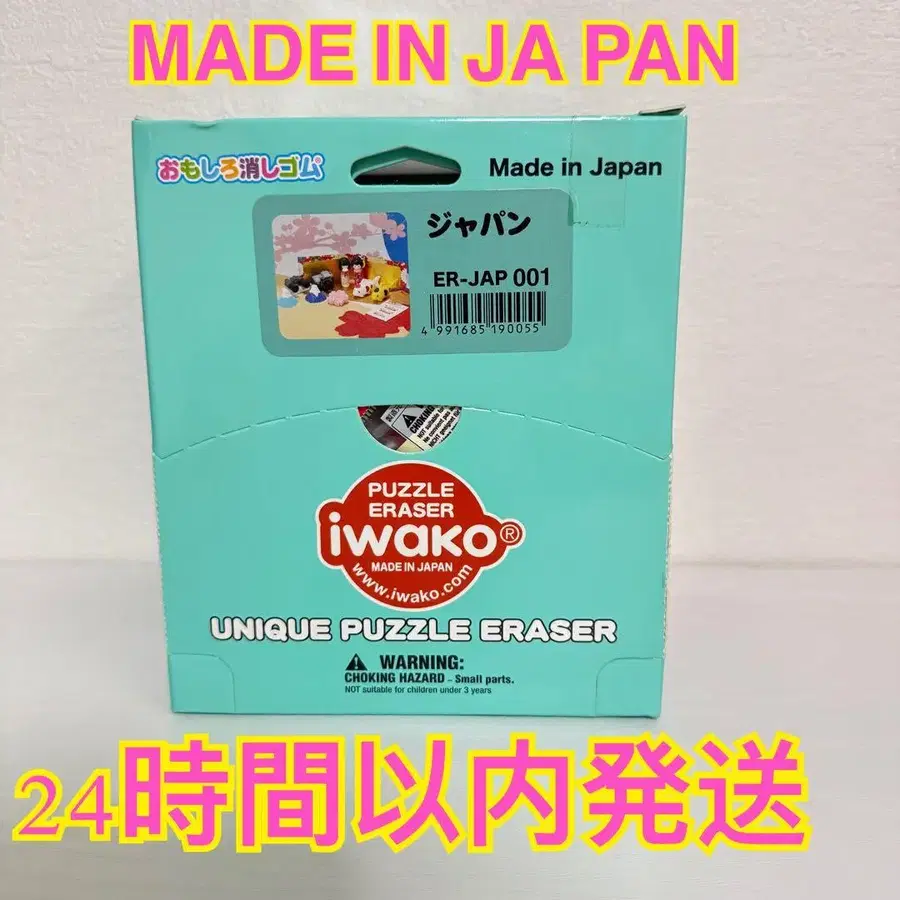 MADE IN JA PAN
おもしろ消しゴム
Made in Japan
ジャパン
ER-JAP 001
4 991685 190055
CHOKING
PUZZLE
ERASER
iwako®
MADE IN JAPAN
www.iwako.com
UNIQUE PUZZLE ERASER
WARNING:
CHOKING HAZARD – Small parts.
NOT suitable for children under 3 years
24時間以内発送